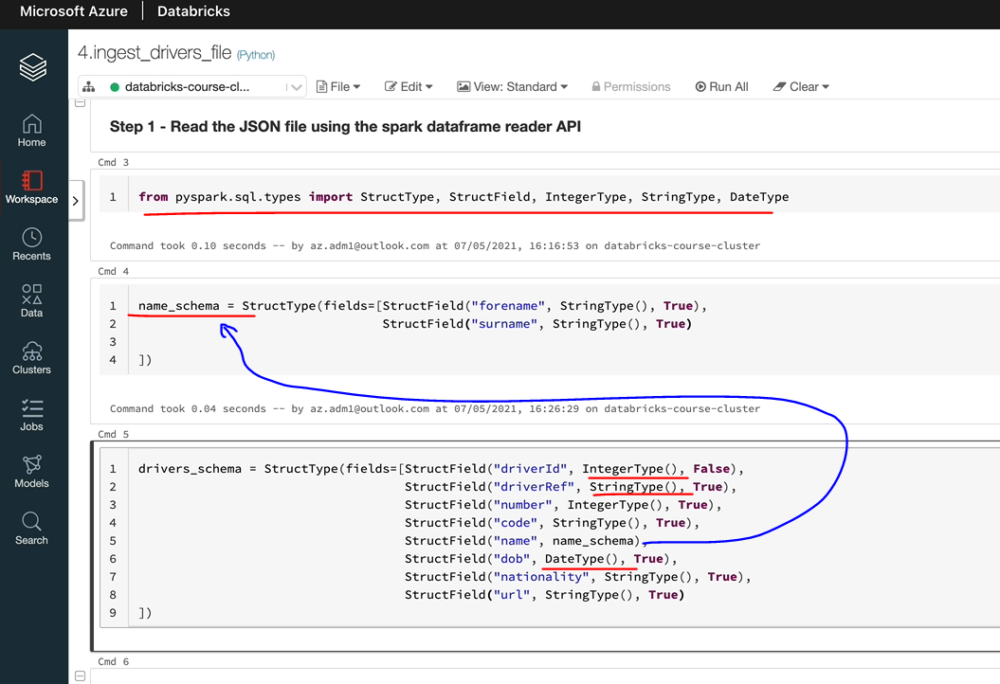 Microsoft Azure | Databricks
4.ingest_drivers_file (Python)
databricks-course-cl... File Edit View: Standard Permissions Run All Clear
Home
Workspace
Recents
Data
Clusters
Jobs
Models
Search
Step 1 - Read the JSON file using the spark dataframe reader API
Cmd 3
1 from pyspark.sql.types import StructType, StructField, IntegerType, StringType, DateType
Command took 0.10 seconds -- by az.adm1@outlook.com at 07/05/2021, 16:16:53 on databricks-course-cluster
Cmd 4
1 name_schema = StructType(fields=[StructField("forename", StringType(), True),
2 StructField("surname", StringType(), True)
3
4 ])
Command took 0.04 seconds -- by az.adm1@outlook.com at 07/05/2021, 16:26:29 on databricks-course-cluster
Cmd 5
1 drivers_schema = StructType(fields=[StructField("driverId", IntegerType(), False),
2 StructField("driverRef", StringType(), True),
3 StructField("number", IntegerType(), True),
4 StructField("code", StringType(), True),
5 StructField("name", name_schema),
6 StructField("dob", DateType(), True),
7 StructField("nationality", StringType(), True),
8 StructField("url", StringType(), True)
9 ])
Cmd 6